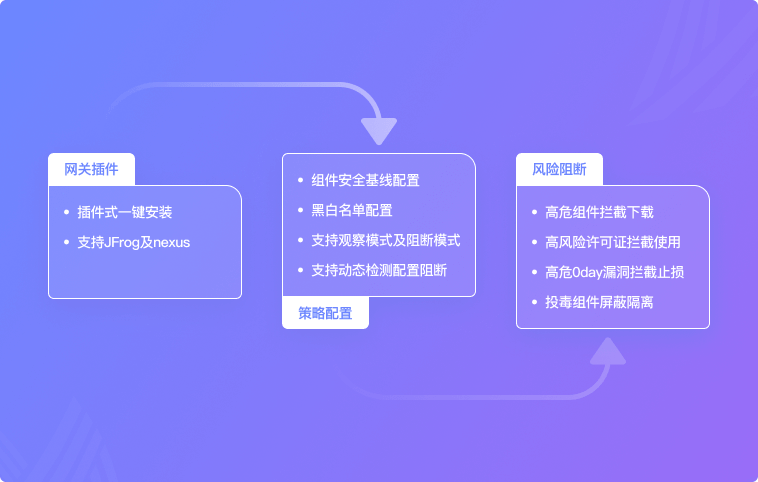 网关插件
插件式一键安装
支持JFrog及nexus
组件安全基线配置
黑白名单配置
支持观察模式及阻断模式
支持动态检测配置阻断
策略配置
风险阻断
高危组件拦截下载
高风险许可证拦截使用
高危0day漏洞拦截止损
投毒组件屏蔽隔离